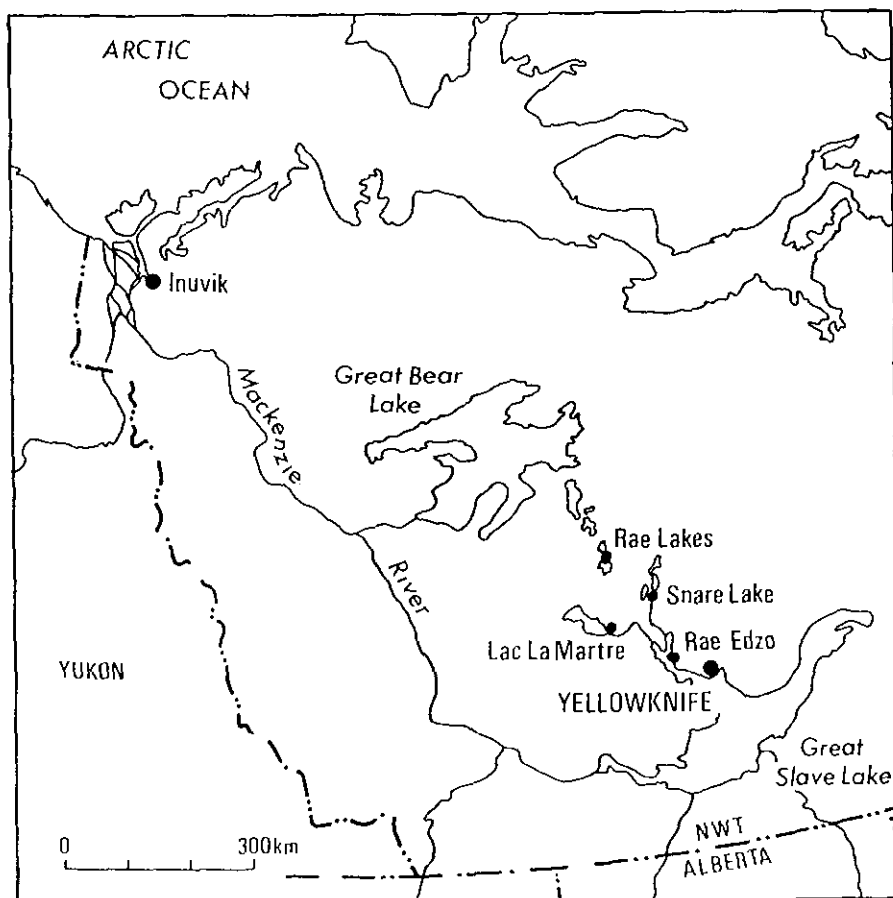 ARCTIC
OCEAN
Inuvik
Mackenzie
River
Great Bear
Lake
Rae Lakes
Snare Lake
Lac La Martre
Rae Edzo
YELLOWKNIFE
YUKON
Great
Slave Lake
0 300km
NWT
ALBERTA